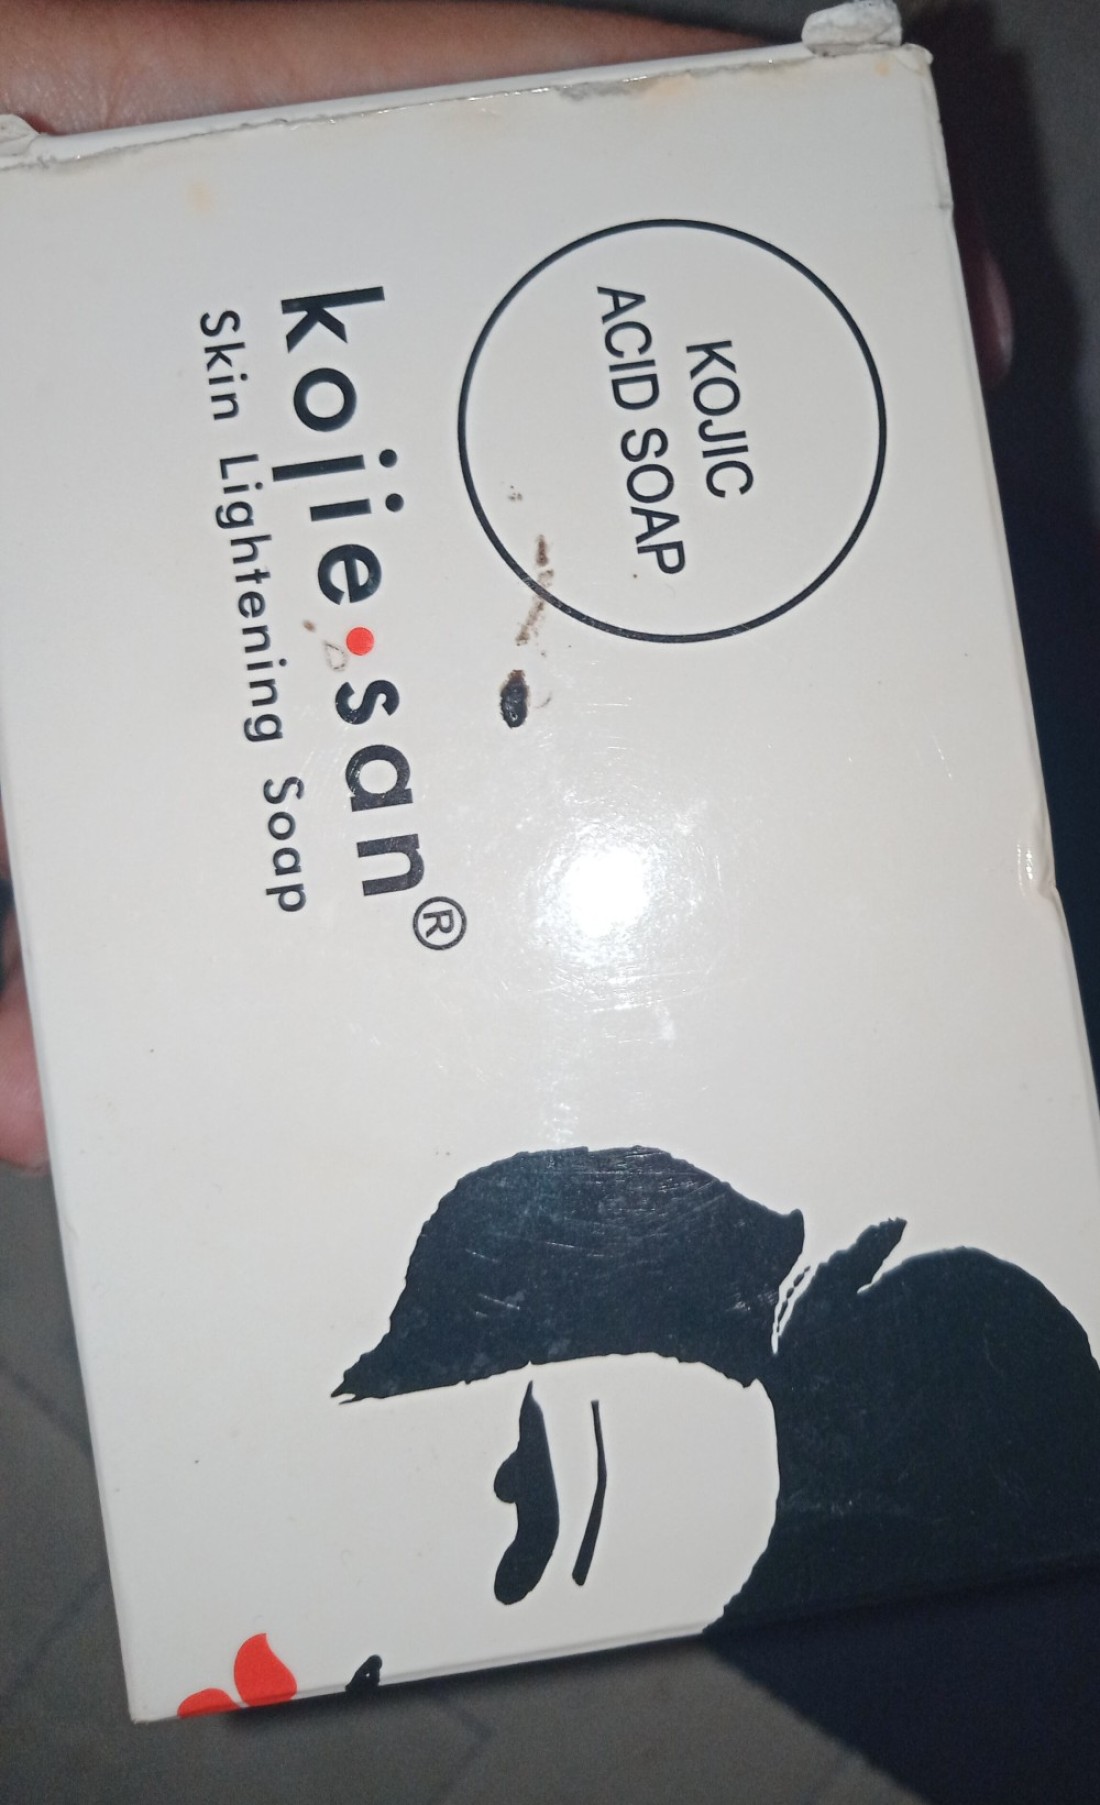 KOJIC
ACID SOAP
kojie.san®
Skin Lightening Soap